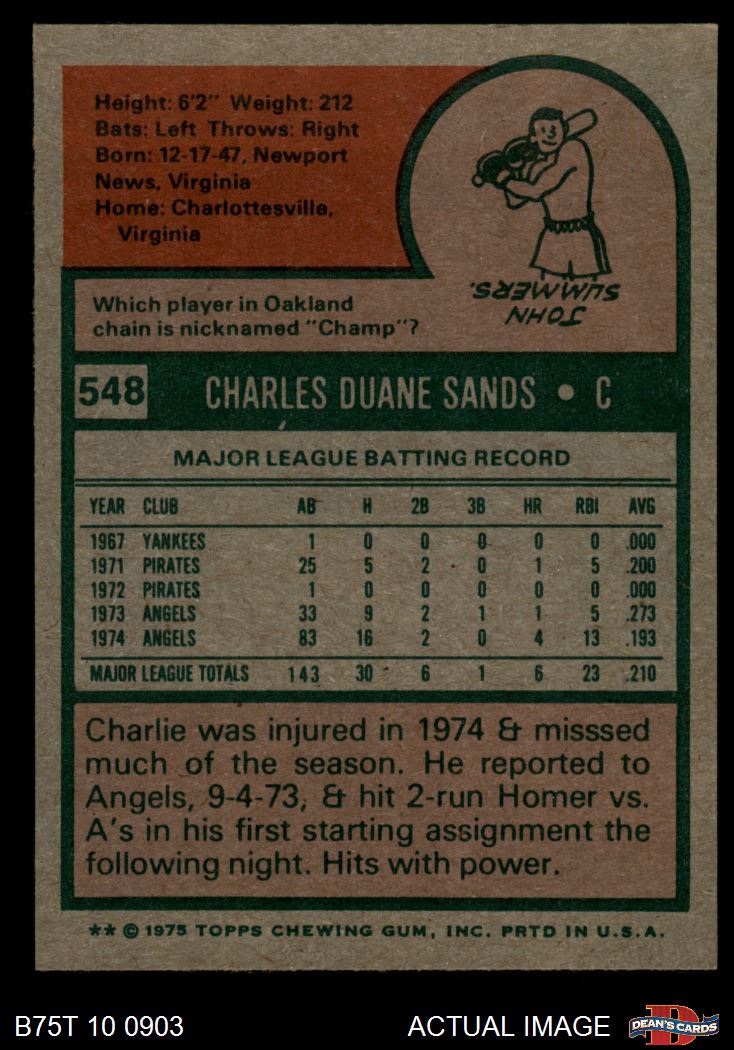 Height: 6'2" Weight: 212
Bats: Left Throws: Right
Born: 12-17-47, Newport
News, Virginia
Home: Charlottesville,
Virginia
JOHN
SUMMERS.
Which player in Oakland
chain is nicknamed "Champ"?
548 CHARLES DUANE SANDS • C
MAJOR LEAGUE BATTING RECORD
YEAR CLUB AB H 2B 3B HR RBI AVG
1967 YANKEES 1 0 0 0 0 0 .000
1971 PIRATES 25 5 2 0 1 5 .200
1972 PIRATES 1 0 0 0 0 0 .000
1973 ANGELS 33 9 2 1 1 5 .273
1974 ANGELS 83 16 2 0 4 13 .193
MAJOR LEAGUE TOTALS 143 30 6 1 6 23 .210
Charlie was injured in 1974 & misssed
much of the season. He reported to
Angels, 9-4-73, & hit 2-run Homer vs.
A's in his first starting assignment the
following night. Hits with power.
** © 1975 TOPPS CHEWING GUM, INC. PRTD IN U.S.A.
B75T 10 0903 ACTUAL IMAGE D DEAN'S CARDS